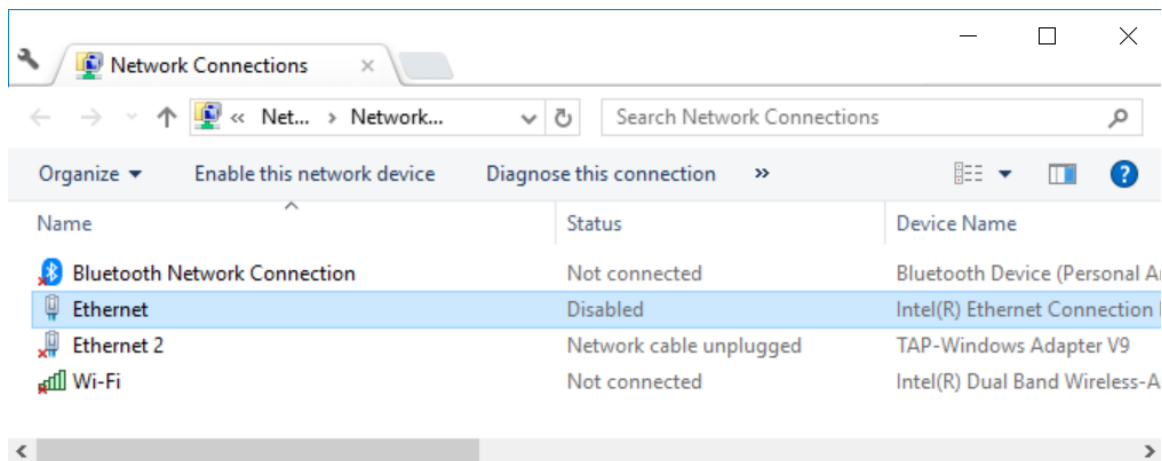 Network Connections
« Net... › Network...
Search Network Connections
Organize Enable this network device Diagnose this connection »
Name Status Device Name
Bluetooth Network Connection Not connected Bluetooth Device (Personal A
Ethernet Disabled Intel(R) Ethernet Connection
Ethernet 2 Network cable unplugged TAP-Windows Adapter V9
Wi-Fi Not connected Intel(R) Dual Band Wireless-A